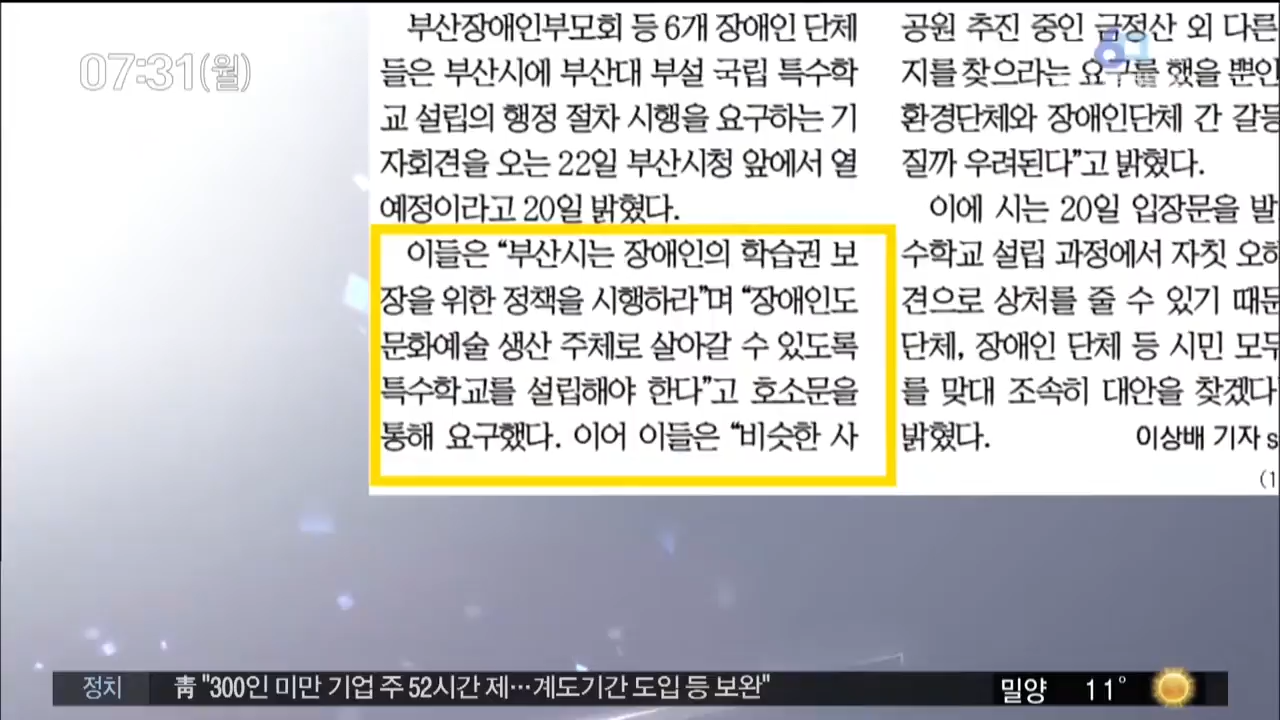 07:31(월)
부산장애인부모회 등 6개 장애인 단체
들은 부산시에 부산대 부설 국립 특수학
교 설립의 행정 절차 시행을 요구하는 기
자회견을 오는 22일 부산시청 앞에서 열
예정이라고 20일 밝혔다.
이들은 “부산시는 장애인의 학습권 보
장을 위한 정책을 시행하라”며 “장애인도
문화예술 생산 주체로 살아갈 수 있도록
특수학교를 설립해야 한다”고 호소문을
통해 요구했다. 이어 이들은 “비슷한 사
공원 추진 중인 금정산 외 다른
지를 찾으라는 요구를 했을 뿐인
환경단체와 장애인단체 간 갈등
질까 우려된다”고 밝혔다.
이에 시는 20일 입장문을 발
수학교 설립 과정에서 자칫 오해
견으로 상처를 줄 수 있기 때문
단체, 장애인 단체 등 시민 모두
를 맞대 조속히 대안을 찾겠다
밝혔다. 이상배 기자 s
(1
정치 靑 "300인 미만 기업 주 52시간 제…계도기간 도입 등 보완" 밀양 11°